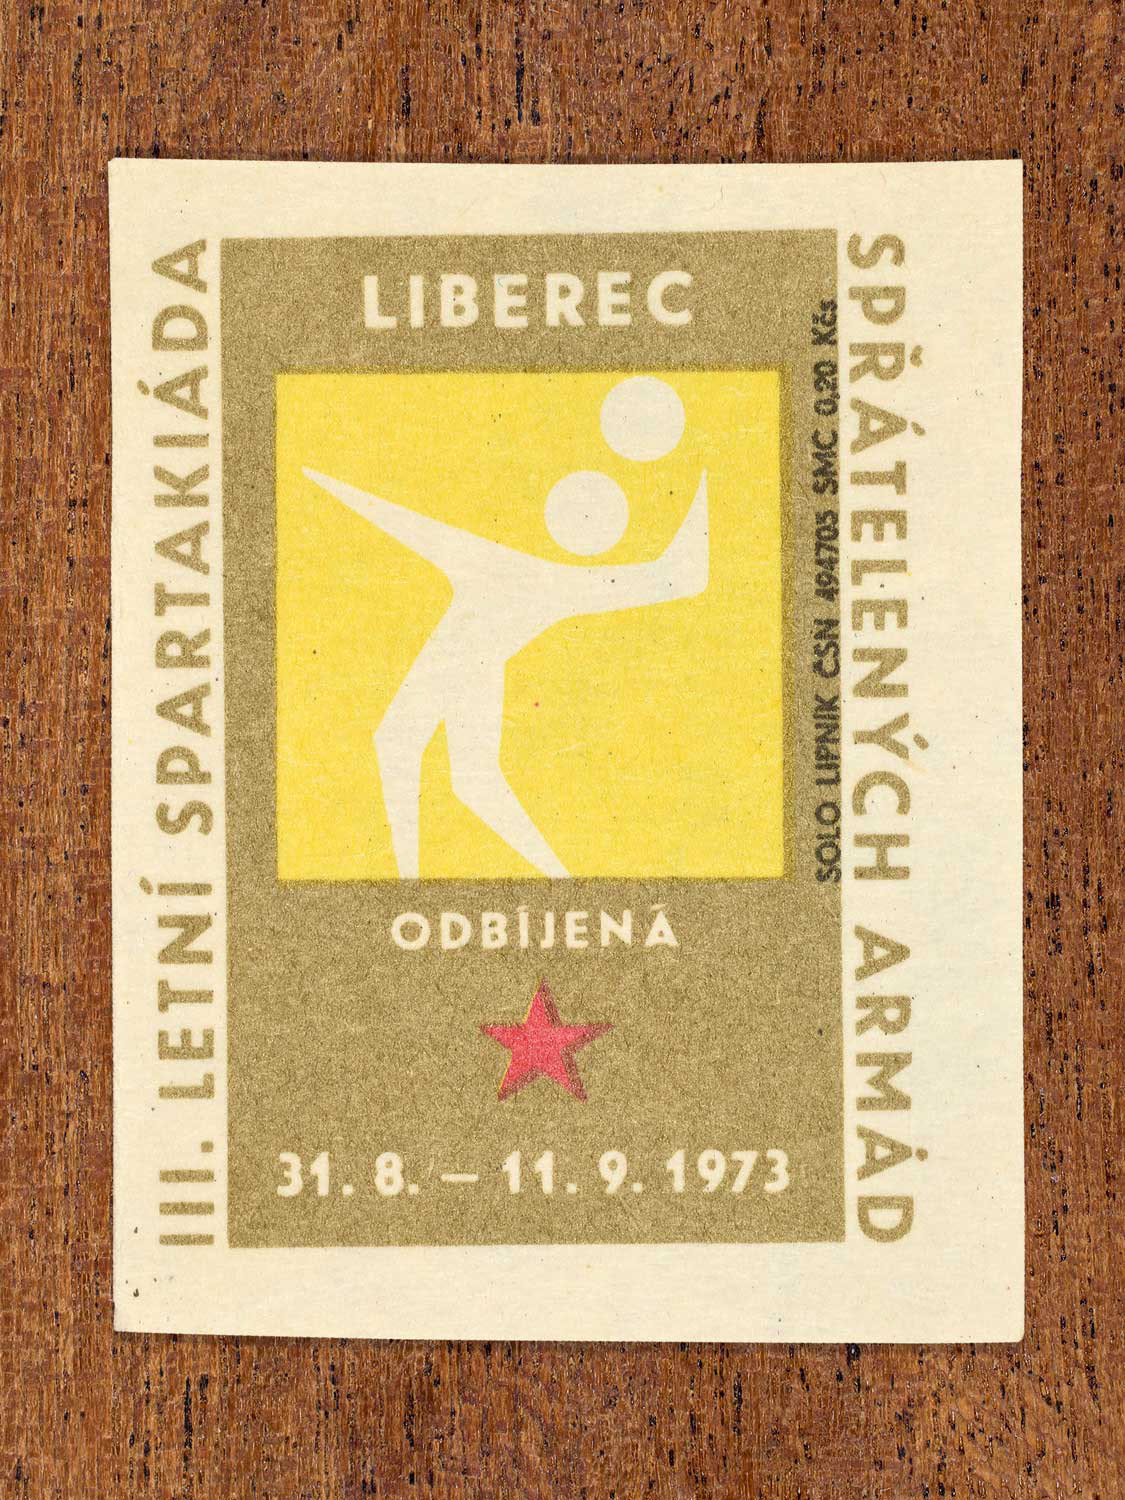 III. LETNÍ SPARTAKIÁDA
SPŘÁTELENÝCH ARMÁD
LIBEREC
SOLO LIPNÍK ČSN 494705 SMC 0,20 Kčs
ODBÍJENÁ
31. 8. – 11. 9. 1973